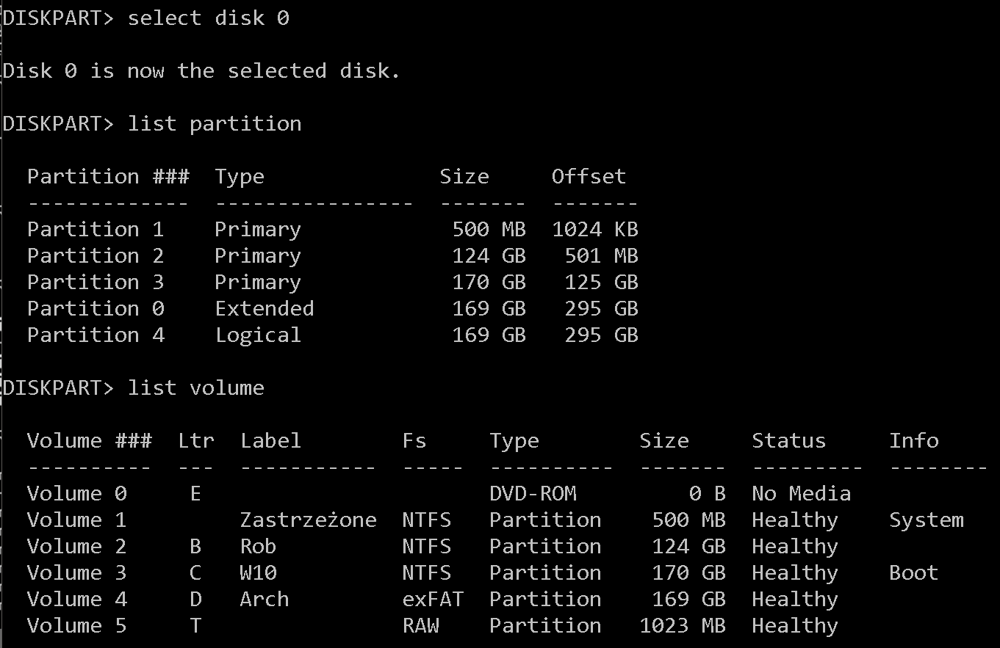 DISKPART> select disk 0
Disk 0 is now the selected disk.
DISKPART> list partition
Partition ###  Type              Size     Offset
-------------  ----------------  -------  -------
Partition 1    Primary            500 MB  1024 KB
Partition 2    Primary            124 GB   501 MB
Partition 3    Primary            170 GB   125 GB
Partition 0    Extended           169 GB   295 GB
Partition 4    Logical            169 GB   295 GB
DISKPART> list volume
Volume ###  Ltr  Label        Fs     Type        Size     Status     Info
----------  ---  -----------  -----  ----------  -------  ---------  --------
Volume 0     E                       DVD-ROM         0 B  No Media
Volume 1         Zastrzeżone  NTFS   Partition    500 MB  Healthy    System
Volume 2     B   Rob          NTFS   Partition    124 GB  Healthy
Volume 3     C   W10          NTFS   Partition    170 GB  Healthy    Boot
Volume 4     D   Arch         exFAT  Partition    169 GB  Healthy
Volume 5     T                RAW    Partition   1023 MB  Healthy